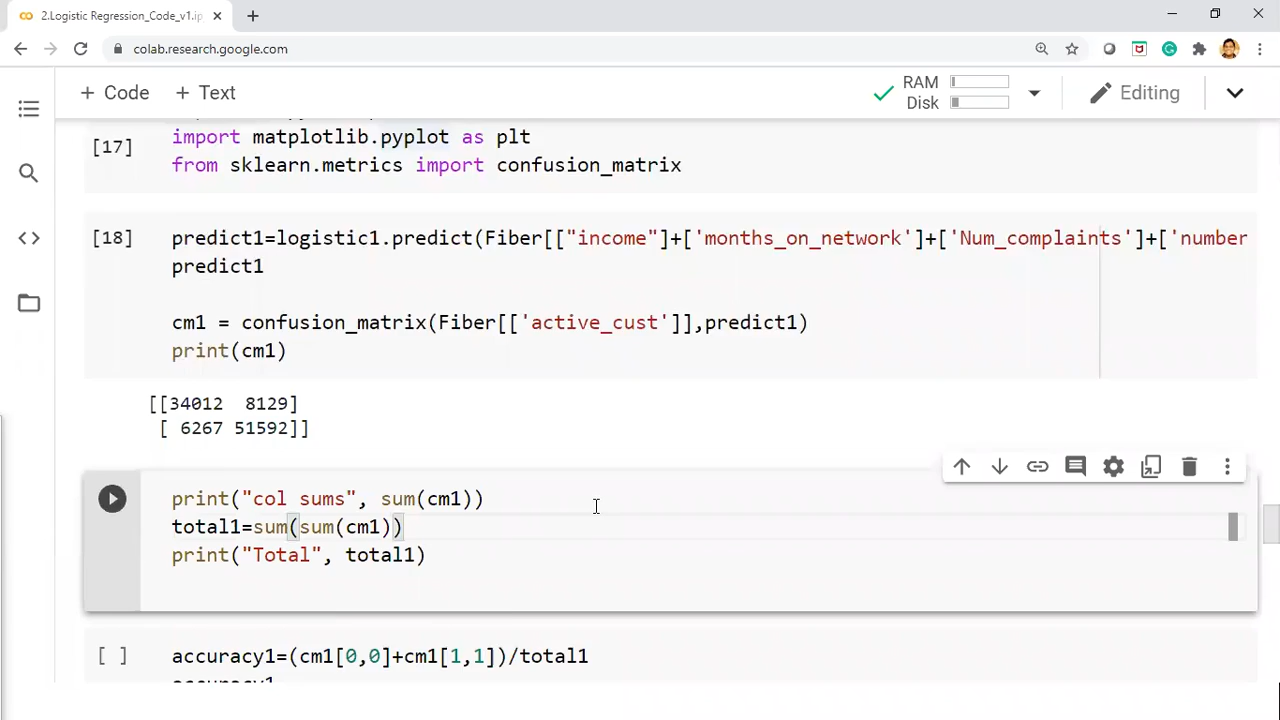 2.Logistic Regression_Code_v1.ip
colab.research.google.com
+ Code + Text
RAM
Disk
Editing
[17]
import matplotlib.pyplot as plt
from sklearn.metrics import confusion_matrix
[18]
predict1=logistic1.predict(Fiber[["income"]+['months_on_network']+['Num_complaints']+['number
predict1
cm1 = confusion_matrix(Fiber[['active_cust']],predict1)
print(cm1)
[[34012 8129]
[ 6267 51592]]
print("col sums", sum(cm1))
total1=sum(sum(cm1))
print("Total", total1)
[ ]
accuracy1=(cm1[0,0]+cm1[1,1])/total1
accuracy1